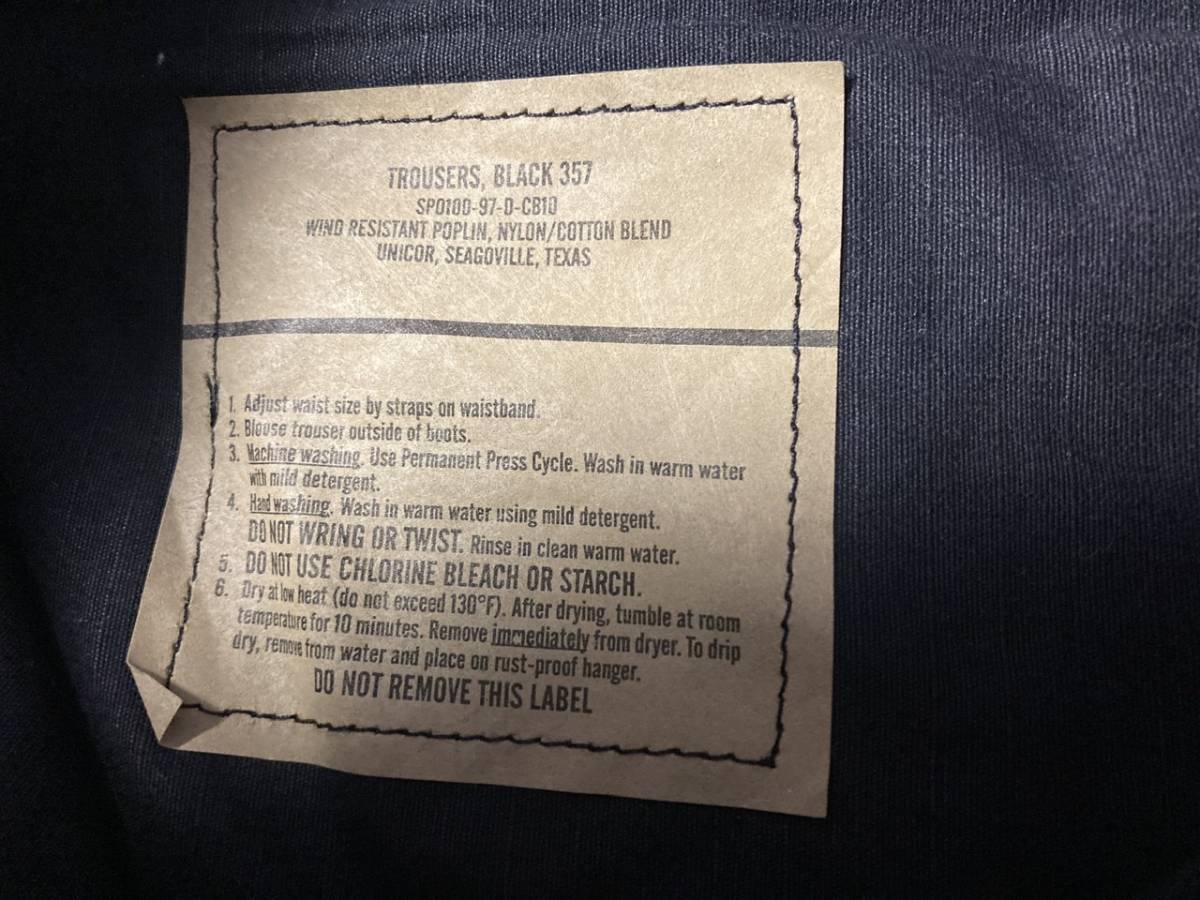 TROUSERS, BLACK 357
SPO100-97-D-CB10
WIND RESISTANT POPLIN, NYLON/COTTON BLEND
UNICOR, SEAGOVILLE, TEXAS
1. Adjust waist size by straps on waistband.
2. Blouse trouser outside of boots.
3. Machine washing. Use Permanent Press Cycle. Wash in warm water
with mild detergent.
4. Hand washing. Wash in warm water using mild detergent.
DO NOT WRING OR TWIST. Rinse in clean warm water.
5. DO NOT USE CHLORINE BLEACH OR STARCH.
6. Dry at low heat (do not exceed 130°F). After drying, tumble at room
temperature for 10 minutes. Remove immediately from dryer. To drip
dry, remove from water and place on rust-proof hanger.
DO NOT REMOVE THIS LABEL